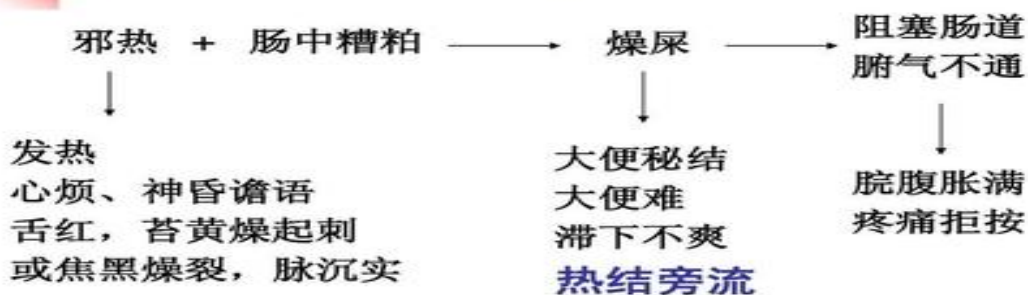 邪热 + 肠中糟粕
燥屎
阻塞肠道
腑气不通
发热
心烦、神昏谵语
舌红，苔黄燥起刺
或焦黑燥裂，脉沉实
大便秘结
大便难
滞下不爽
热结旁流
脘腹胀满
疼痛拒按